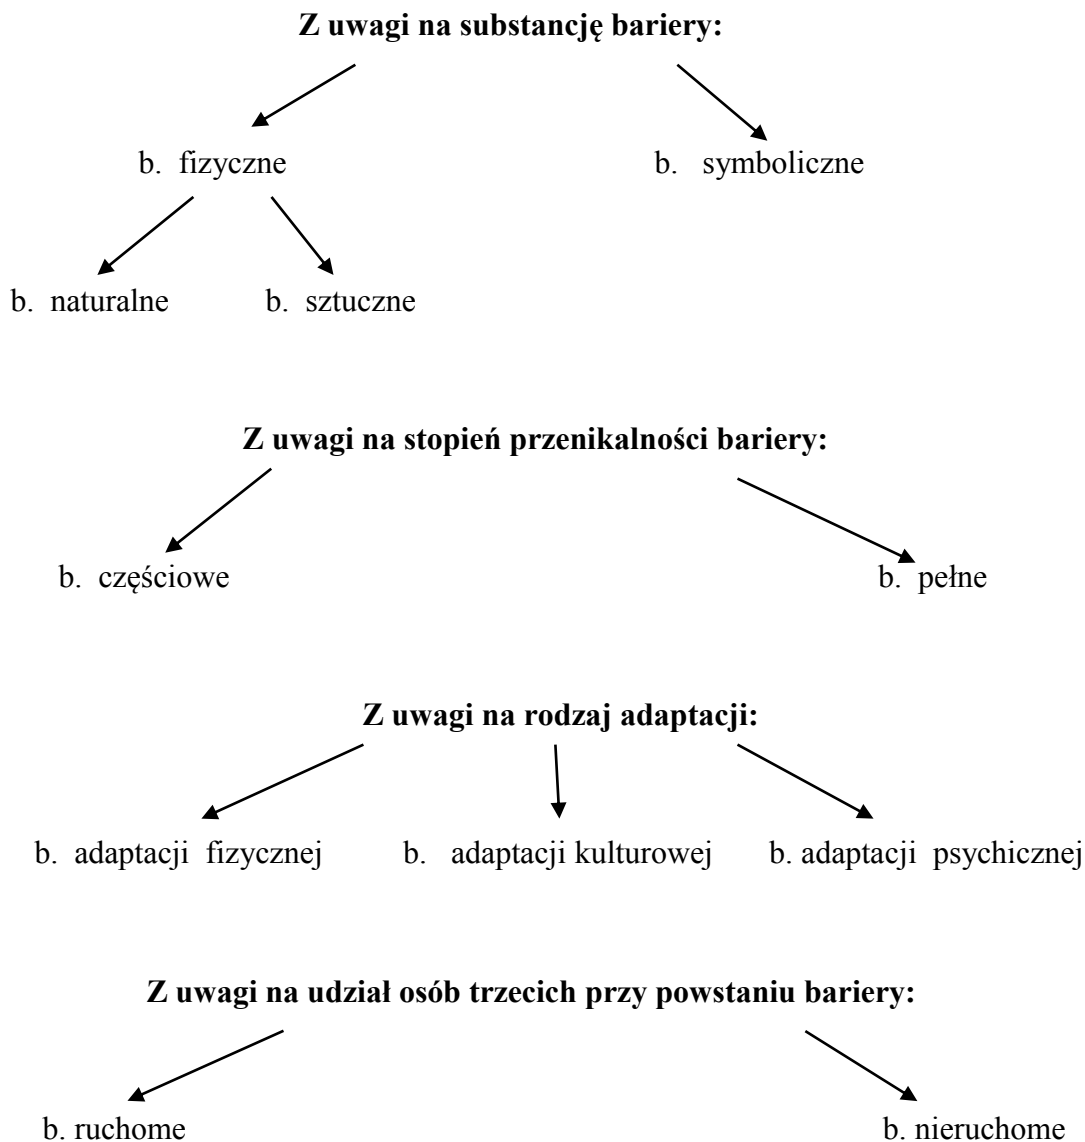 Z uwagi na substancję bariery:
b. fizyczne b. symboliczne
b. naturalne b. sztuczne
Z uwagi na stopień przenikalności bariery:
b. częściowe b. pełne
Z uwagi na rodzaj adaptacji:
b. adaptacji fizycznej b. adaptacji kulturowej b. adaptacji psychicznej
Z uwagi na udział osób trzecich przy powstaniu bariery:
b. ruchome b. nieruchome